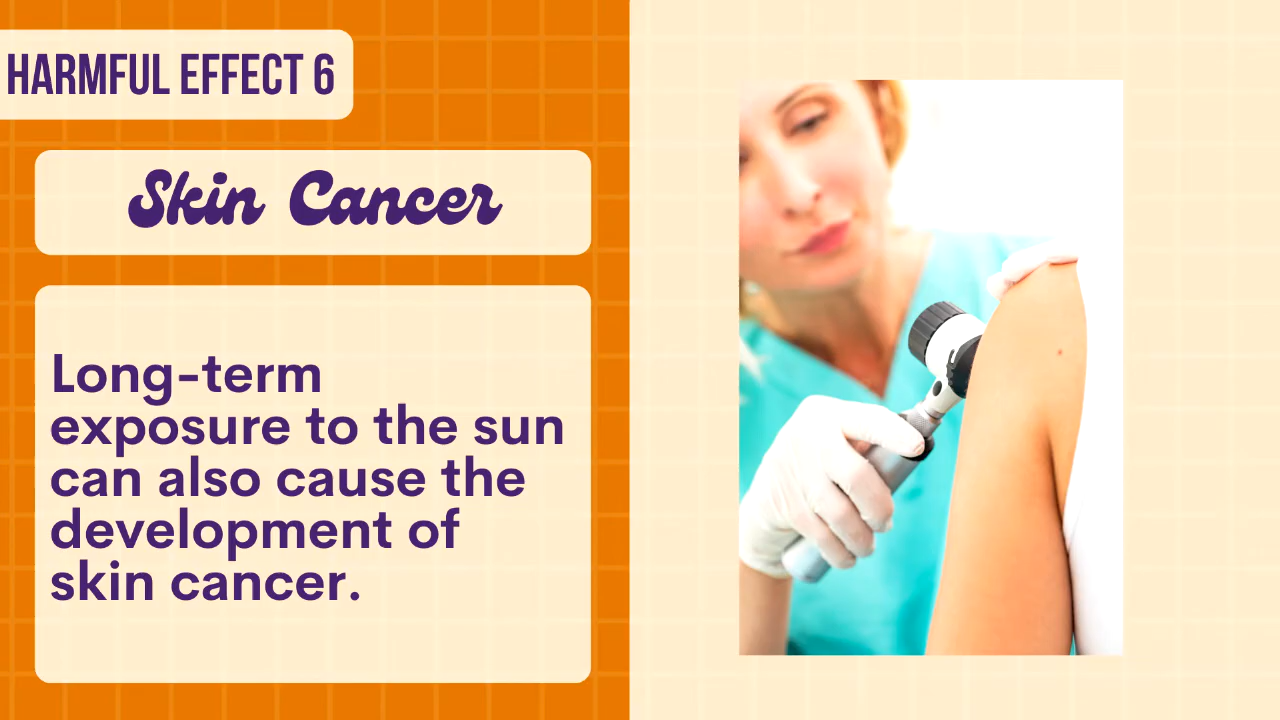 HARMFUL EFFECT 6
Skin Cancer
Long-term
exposure to the sun
can also cause the
development of
skin cancer.